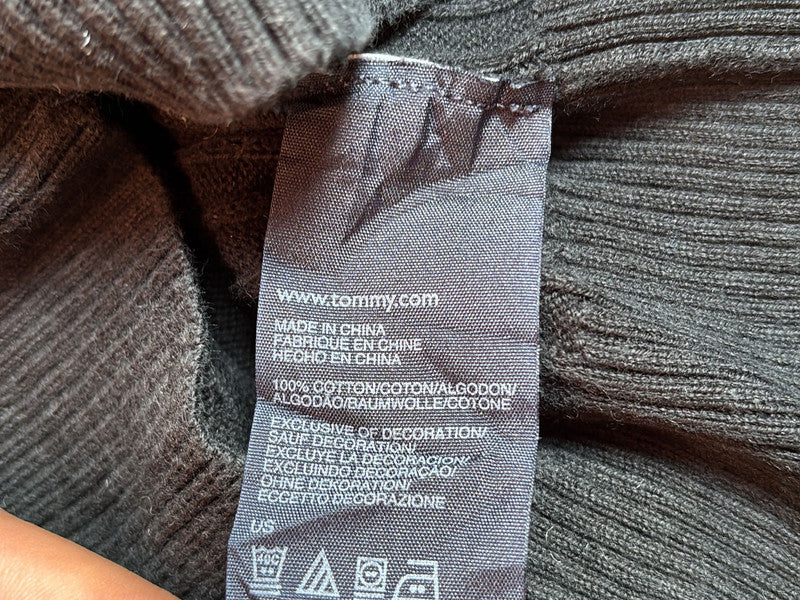 www.tommy.com
MADE IN CHINA
FABRIQUE EN CHINE
HECHO EN CHINA
100% COTTON/COTON/ALGODON/
ALGODÃO/BAUMWOLLE/COTONE
EXCLUSIVE OF DECORATION/
SAUF DECORATION/
EXCLUYE LA DECORACION/
EXCLUINDO DECORAÇÃO/
OHNE DEKORATION/
ECCETTO DECORAZIONE
US